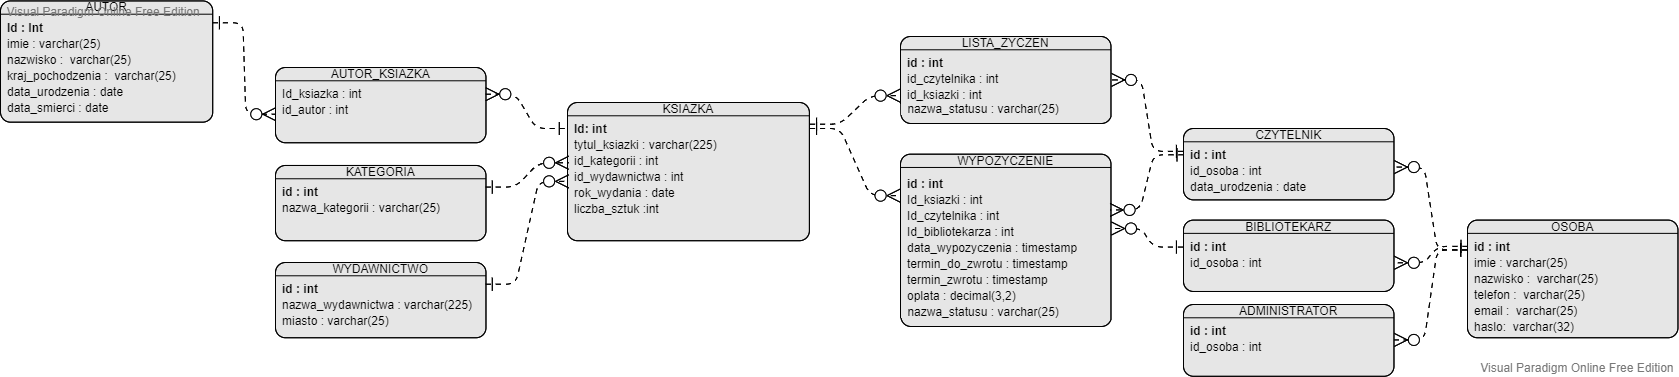 AUTOR
Visual Paradigm Online Free Edition
Id : Int
imie : varchar(25)
nazwisko :  varchar(25)
kraj_pochodzenia :  varchar(25)
data_urodzenia : date
data_smierci : date
AUTOR_KSIAZKA
Id_ksiazka : int
id_autor : int
KATEGORIA
id : int
nazwa_kategorii : varchar(25)
WYDAWNICTWO
id : int
nazwa_wydawnictwa : varchar(225)
miasto : varchar(25)
KSIAZKA
Id: int
tytul_ksiazki : varchar(225)
id_kategorii : int
id_wydawnictwa : int
rok_wydania : date
liczba_sztuk :int
LISTA_ZYCZEN
id : int
id_czytelnika : int
id_ksiazki : int
nazwa_statusu : varchar(25)
WYPOZYCZENIE
id : int
Id_ksiazki : int
Id_czytelnika : int
Id_bibliotekarza : int
data_wypozyczenia : timestamp
termin_do_zwrotu : timestamp
termin_zwrotu : timestamp
oplata : decimal(3,2)
nazwa_statusu : varchar(25)
CZYTELNIK
id : int
id_osoba : int
data_urodzenia : date
BIBLIOTEKARZ
id : int
id_osoba : int
ADMINISTRATOR
id : int
id_osoba : int
OSOBA
id : int
imie : varchar(25)
nazwisko :  varchar(25)
telefon :  varchar(25)
email :  varchar(25)
haslo:  varchar(32)
Visual Paradigm Online Free Edition